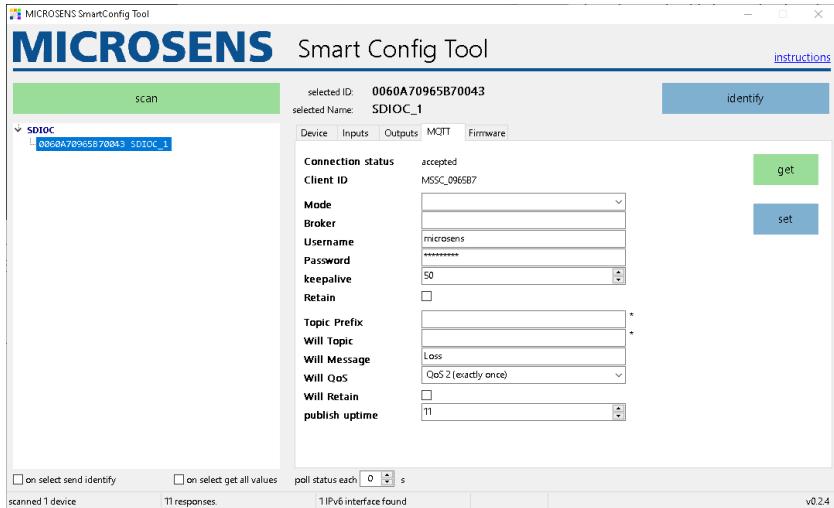 MICROSENS SmartConfig Tool
MICROSENS Smart Config Tool
instructions
scan
selected ID: 0060A70965B70043
selected Name: SDIOC_1
identify
SDIOC
0060A70965B70043 SDIOC_1
Device Inputs Outputs MQTT Firmware
Connection status accepted
Client ID MSSC_0965B7
get
Mode
Broker
set
Username microsens
Password *********
keepalive 50
Retain
Topic Prefix *
Will Topic *
Will Message Loss
Will QoS QoS 2 (exactly once)
Will Retain
publish uptime 11
on select send identify on select get all values poll status each 0 s
scanned 1 device 11 responses. 1 IPv6 interface found v0.2.4